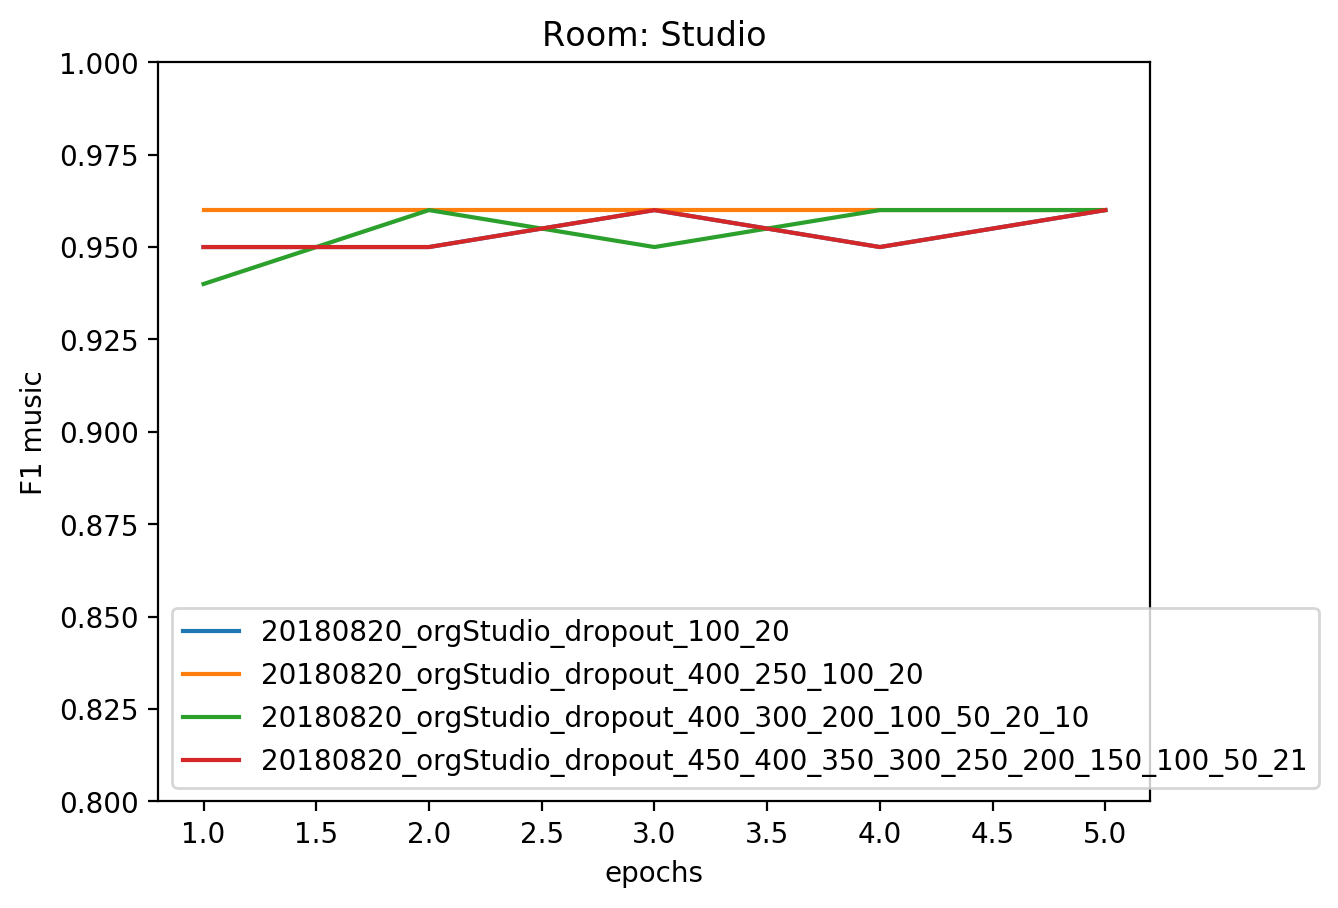 Room: Studio
1.000
0.975
0.950
0.925
0.900
0.875
0.850
0.825
0.800
F1 music
20180820_orgStudio_dropout_100_20
20180820_orgStudio_dropout_400_250_100_20
20180820_orgStudio_dropout_400_300_200_100_50_20_10
20180820_orgStudio_dropout_450_400_350_300_250_200_150_100_50_21
1.0 1.5 2.0 2.5 3.0 3.5 4.0 4.5 5.0
epochs